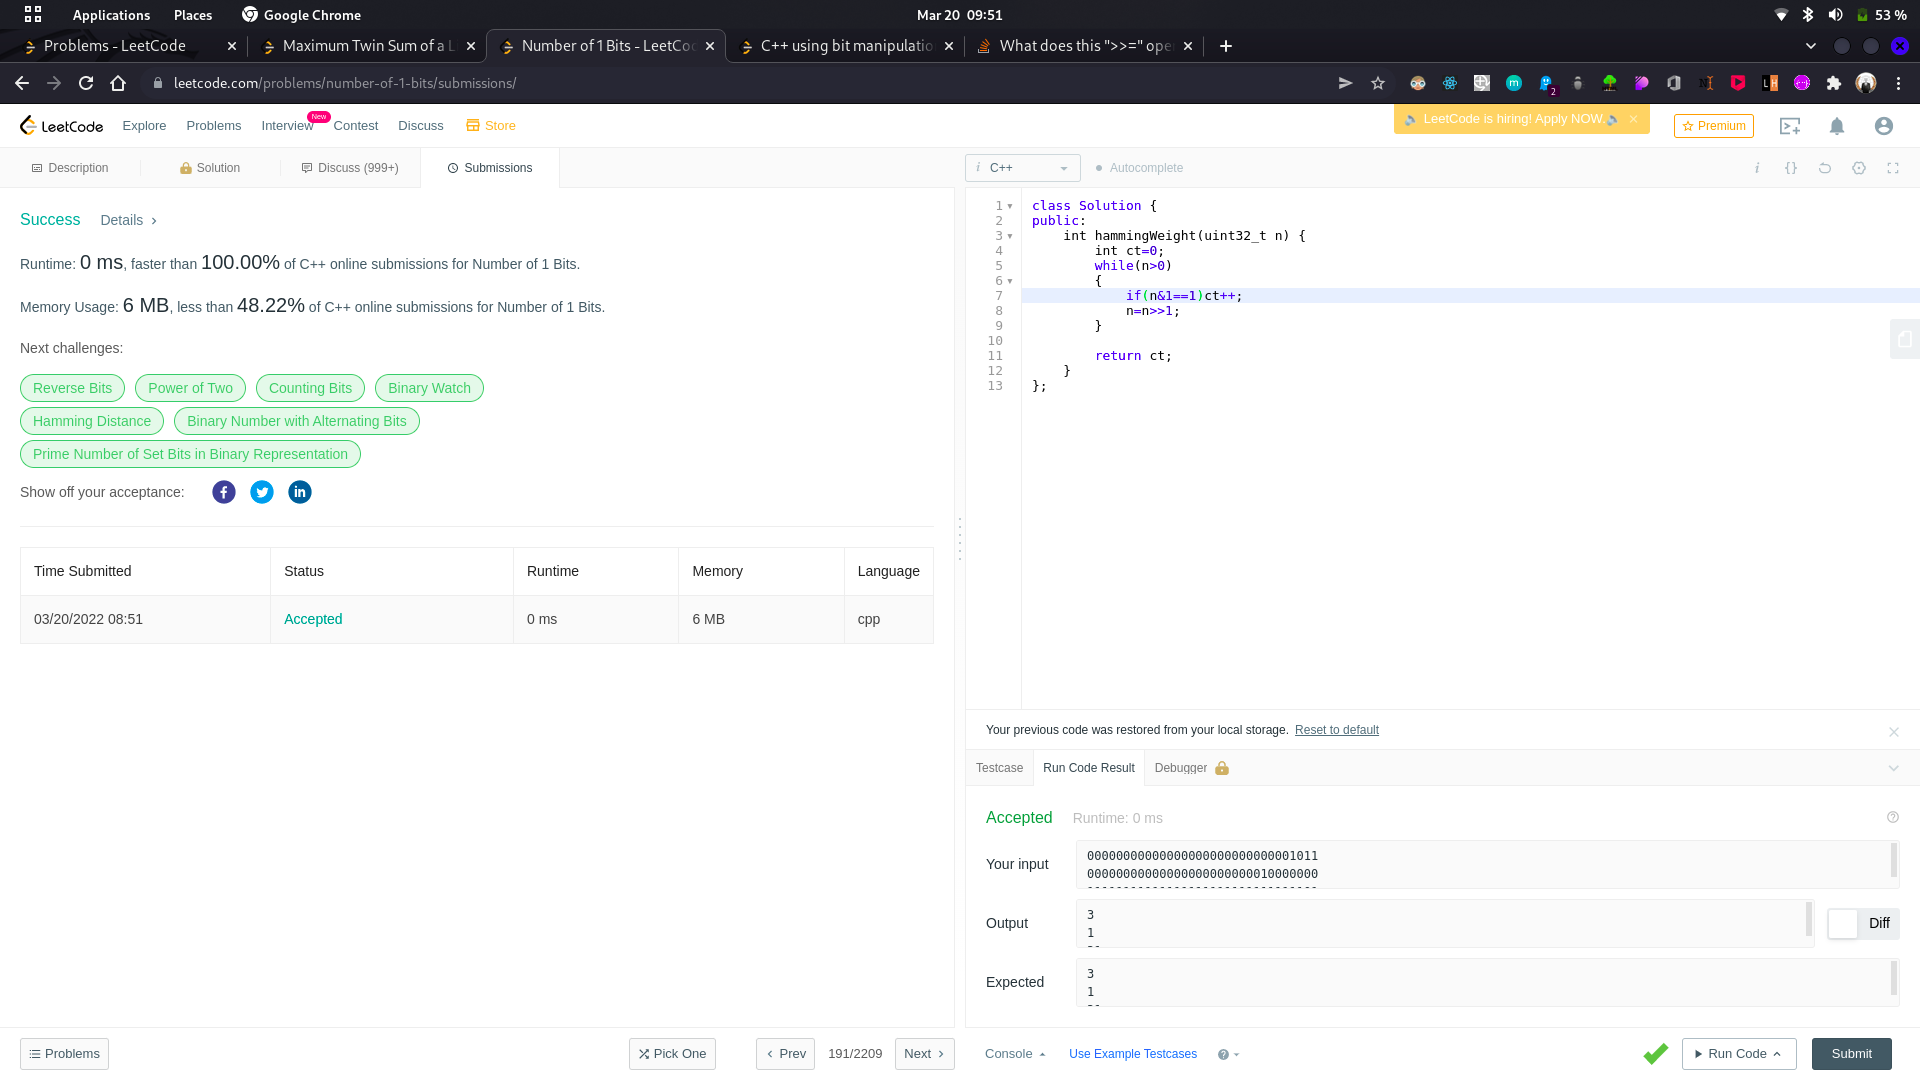 Applications Places Google Chrome Mar 20 09:51 53 %
Problems - LeetCode Maximum Twin Sum of a L Number of 1 Bits - LeetCo C++ using bit manipulatio What does this ">>=" ope
leetcode.com/problems/number-of-1-bits/submissions/ 2
LeetCode Explore Problems Interview New Contest Discuss Store LeetCode is hiring! Apply NOW. Premium
Description Solution Discuss (999+) Submissions
i C++ Autocomplete i {}
Success Details
Runtime: 0 ms, faster than 100.00% of C++ online submissions for Number of 1 Bits.
Memory Usage: 6 MB, less than 48.22% of C++ online submissions for Number of 1 Bits.
Next challenges:
Reverse Bits Power of Two Counting Bits Binary Watch
Hamming Distance Binary Number with Alternating Bits
Prime Number of Set Bits in Binary Representation
Show off your acceptance:
Time Submitted Status Runtime Memory Language
03/20/2022 08:51 Accepted 0 ms 6 MB cpp
1 class Solution {
2 public:
3 int hammingWeight(uint32_t n) {
4 int ct=0;
5 while(n>0)
6 {
7 if(n&1==1)ct++;
8 n=n>>1;
9 }
10
11 return ct;
12 }
13 };
Your previous code was restored from your local storage. Reset to default
Testcase Run Code Result Debugger
Accepted Runtime: 0 ms
Your input
00000000000000000000000000001011
00000000000000000000000010000000
Output
3
1
Diff
Expected
3
1
Problems Pick One Prev 191/2209 Next Console Use Example Testcases Run Code Submit